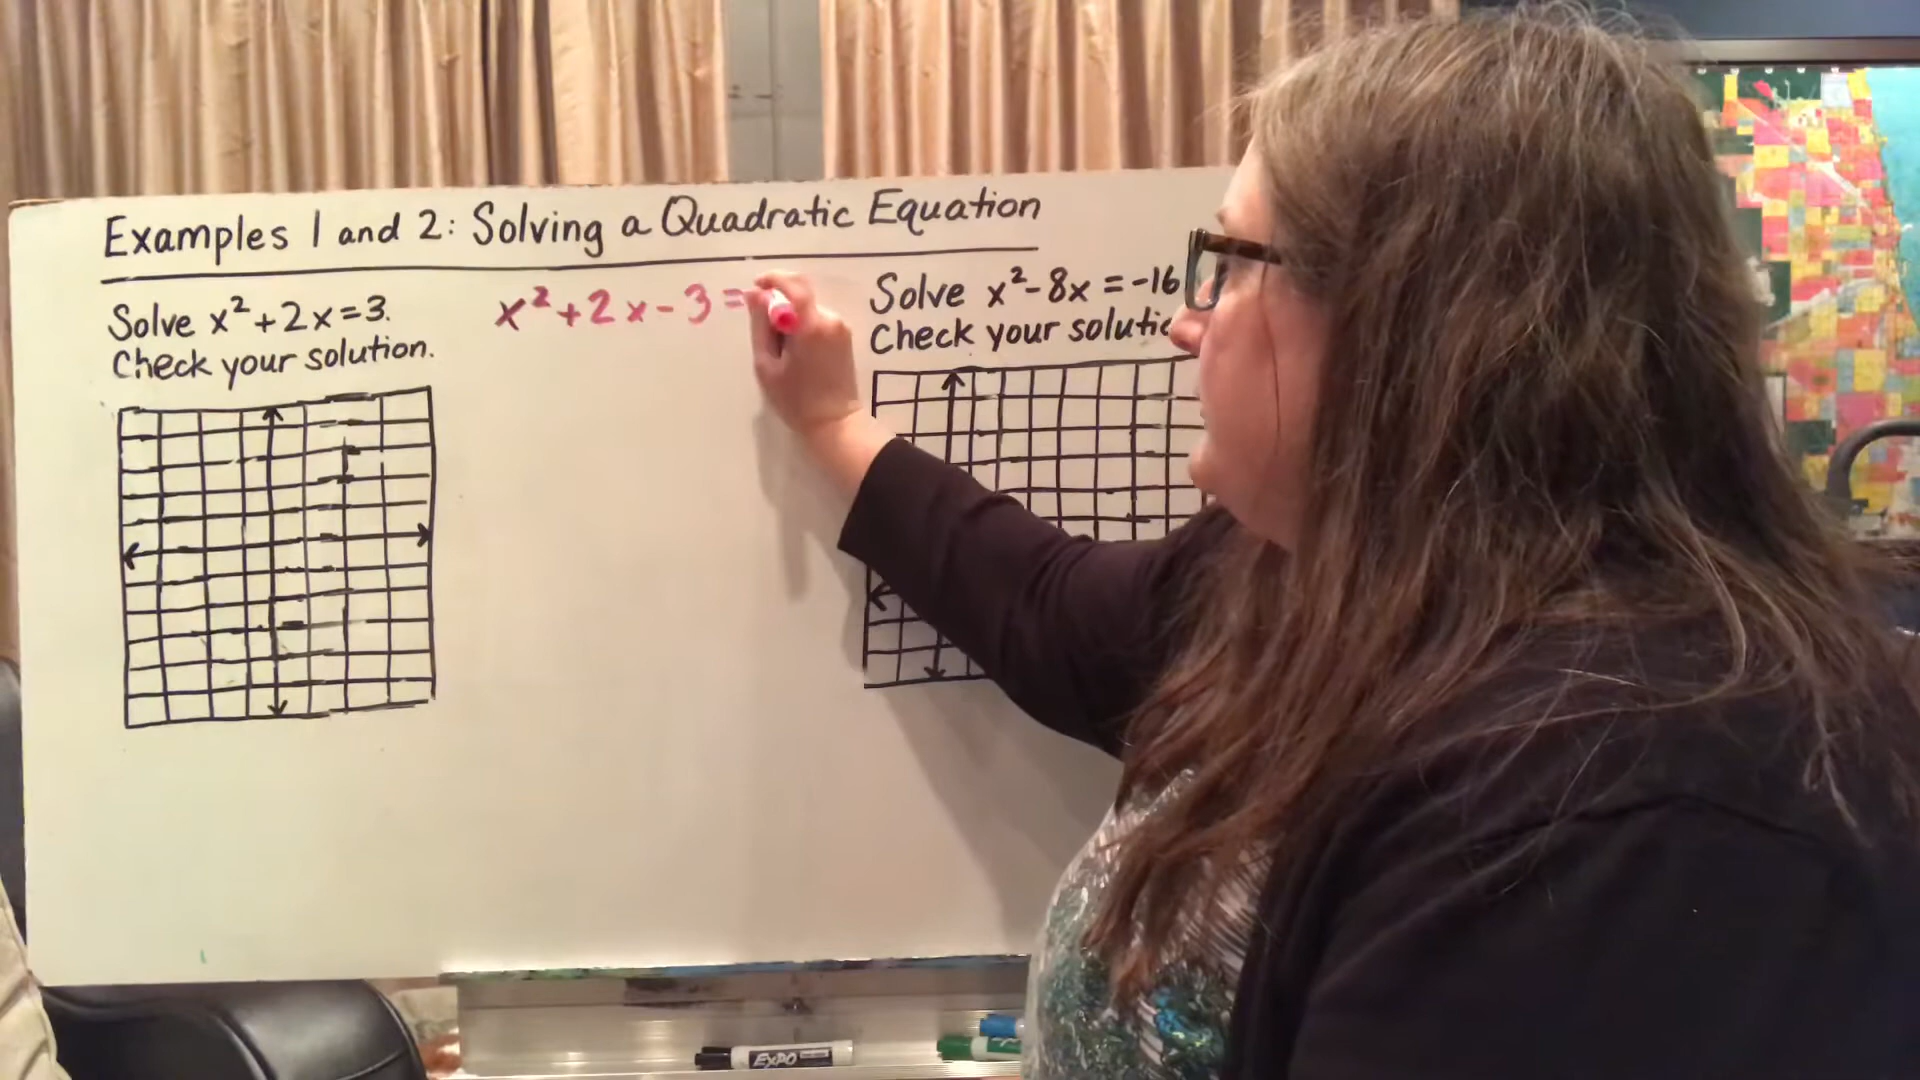 Examples 1 and 2: Solving a Quadratic Equation
Solve x²+2x=3.
Check your solution.
x²+2x-3=
Solve x²-8x=-16
Check your
EXPO